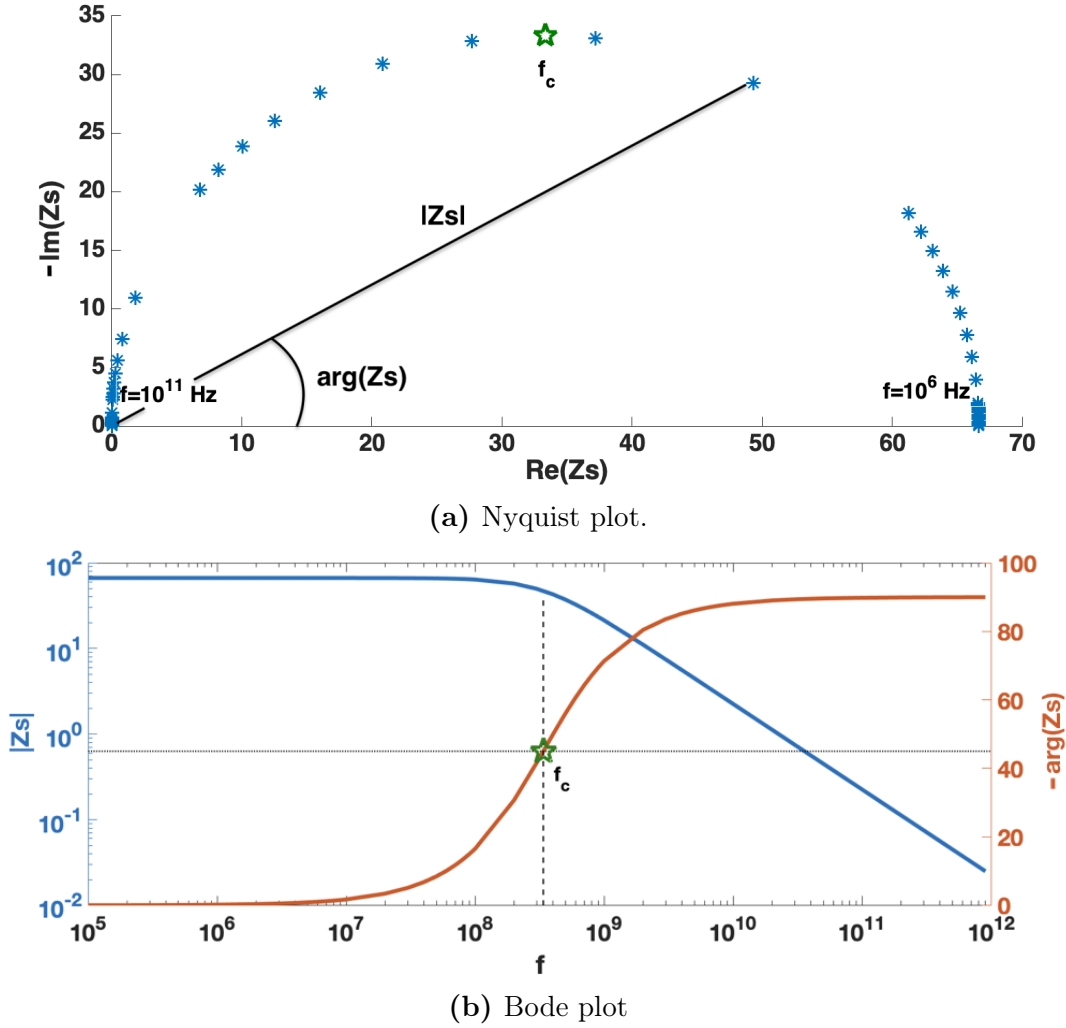 35
30
25
20
15
10
5
0
-Im(Zs)
f_c
|Zs|
arg(Zs)
f=10^11 Hz
f=10^6 Hz
0 10 20 30 40 50 60 70
Re(Zs)
(a) Nyquist plot.
10^2
10^1
10^0
10^-1
10^-2
|Zs|
f_c
100
80
60
40
20
0
-arg(Zs)
10^5 10^6 10^7 10^8 10^9 10^10 10^11 10^12
f
(b) Bode plot